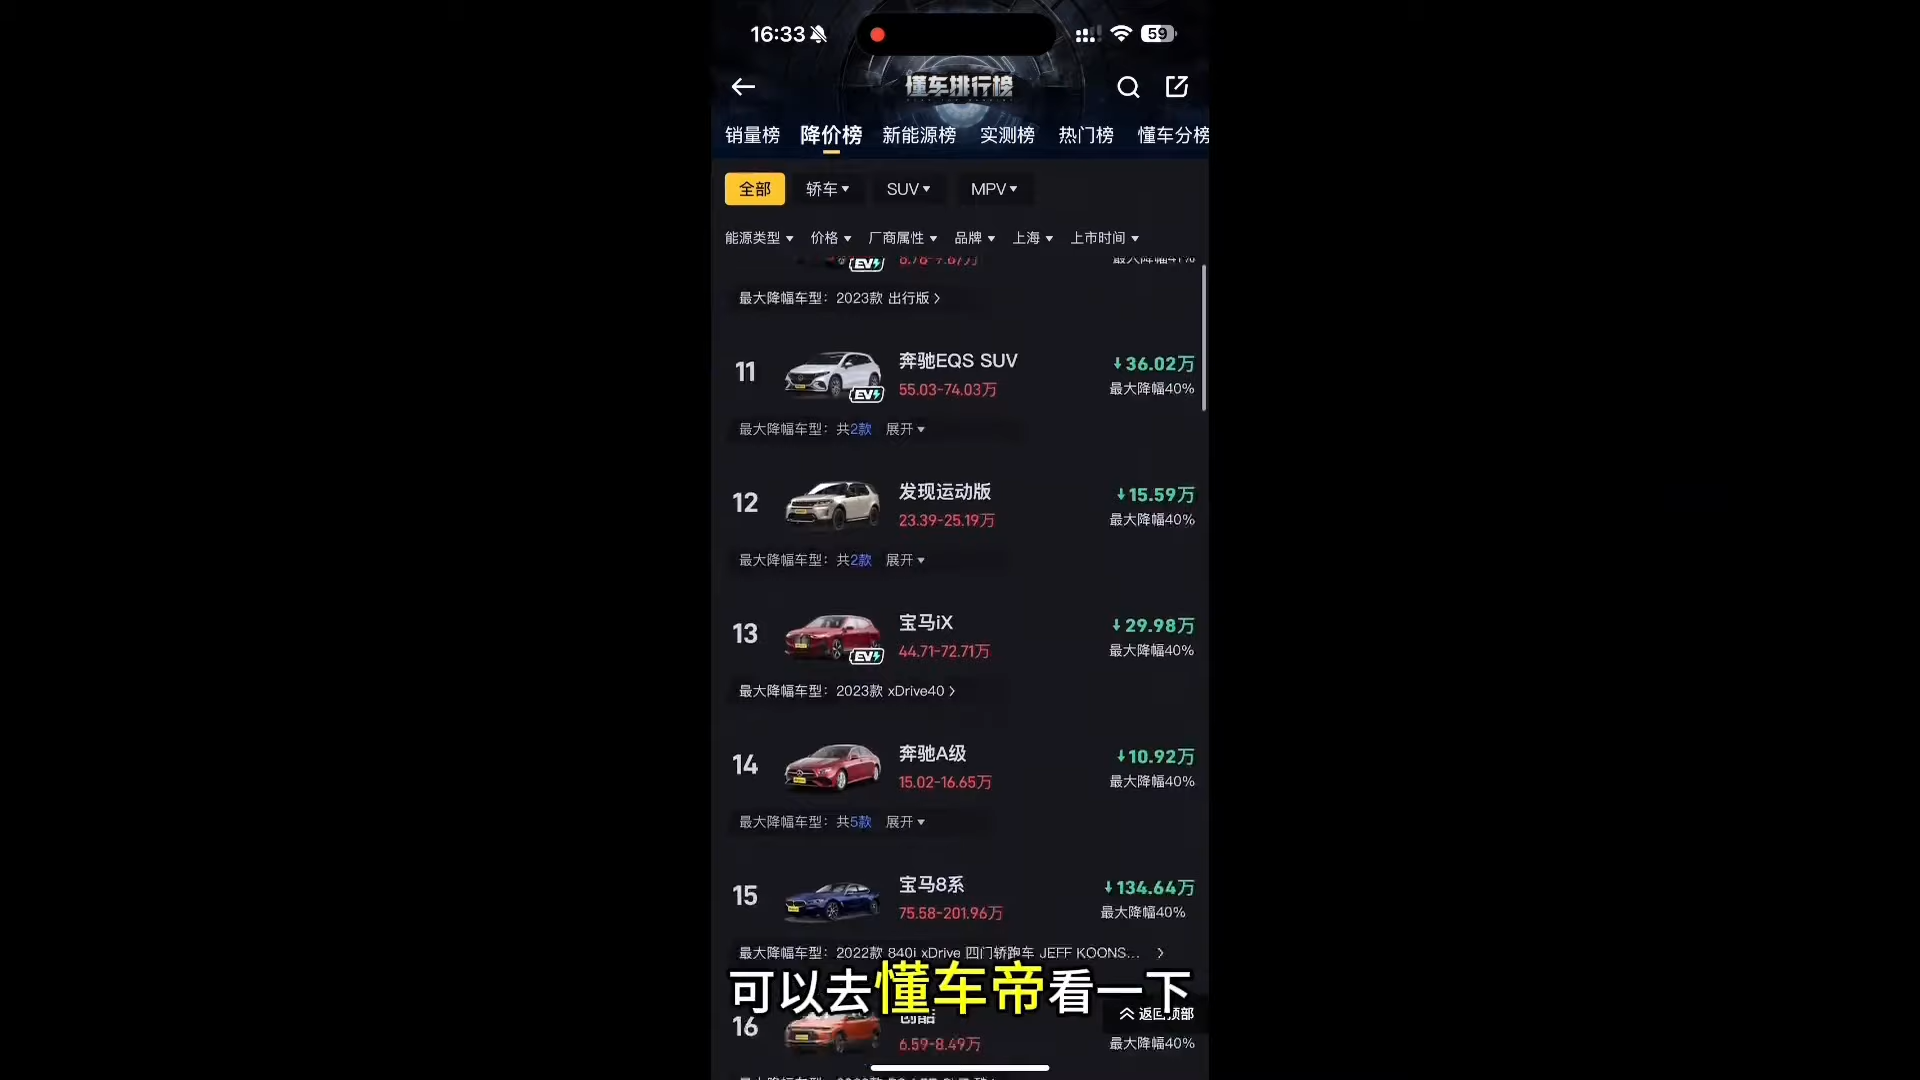 16:33
59
懂车排行榜
销量榜 降价榜 新能源榜 实测榜 热门榜 懂车分榜
全部 轿车 SUV MPV
能源类型 价格 厂商属性 品牌 上海 上市时间
EV
最大降幅车型：2023款 出行版
11 奔驰EQS SUV ↓36.02万
EV 55.03-74.03万 最大降幅40%
最大降幅车型：共2款 展开
12 发现运动版 ↓15.59万
23.39-25.19万 最大降幅40%
最大降幅车型：共2款 展开
13 宝马iX ↓29.98万
EV 44.71-72.71万 最大降幅40%
最大降幅车型：2023款 xDrive40
14 奔驰A级 ↓10.92万
15.02-16.65万 最大降幅40%
最大降幅车型：共5款 展开
15 宝马8系 ↓134.64万
75.58-201.96万 最大降幅40%
最大降幅车型：2022款 840i xDrive 四门轿跑车 JEFF KOONS...
可以去懂车帝看一下
16 创酷 返回顶部
6.59-8.49万 最大降幅40%